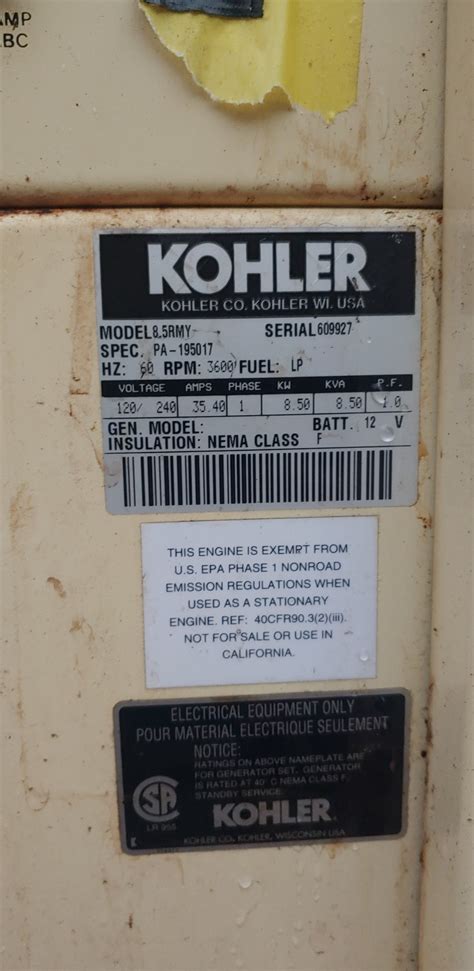 AMP
BC
KOHLER
KOHLER CO. KOHLER WI. USA
MODEL 8.5RMY SERIAL 609927
SPEC. PA-195017
HZ: 60 RPM: 3600 FUEL: LP
VOLTAGE AMPS PHASE KW KVA P.F.
120/ 240 35.40 1 8.50 8.50 1.0
GEN. MODEL: BATT. 12 V
INSULATION: NEMA CLASS F
THIS ENGINE IS EXEMPT FROM
U.S. EPA PHASE 1 NONROAD
EMISSION REGULATIONS WHEN
USED AS A STATIONARY
ENGINE. REF: 40CFR90.3(2)(iii).
NOT FOR SALE OR USE IN
CALIFORNIA.
ELECTRICAL EQUIPMENT ONLY
POUR MATERIAL ELECTRIQUE SEULEMENT
NOTICE:
RATINGS ON ABOVE NAMEPLATE ARE
FOR GENERATOR SET. GENERATOR
IS RATED AT 40° C NEMA CLASS F,
STANDBY SERVICE.
SA
KOHLER.
LR 955
K KOHLER CO. KOHLER, WISCONSIN USA